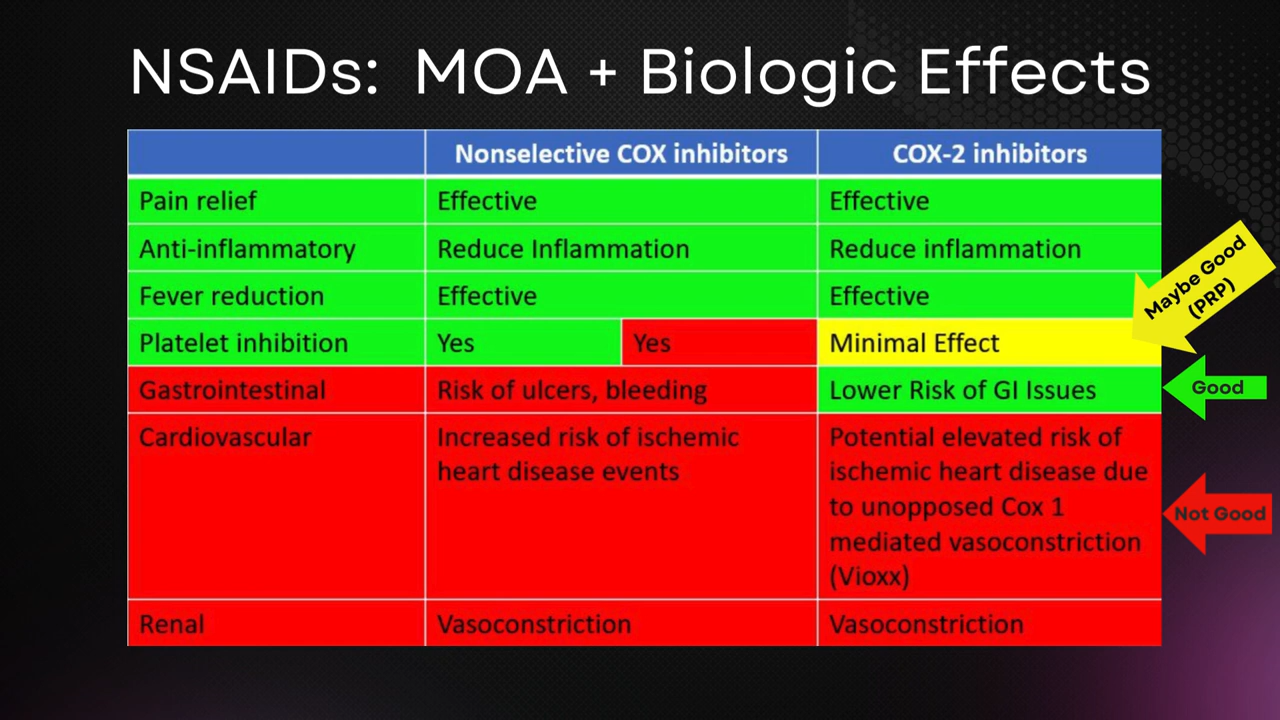 NSAIDs: MOA + Biologic Effects
Nonselective COX inhibitors
COX-2 inhibitors
Pain relief
Effective
Effective
Anti-inflammatory
Reduce Inflammation
Reduce inflammation
Fever reduction
Effective
Effective
Maybe Good
(PRP)
Platelet inhibition
Yes
Yes
Minimal Effect
Gastrointestinal
Risk of ulcers, bleeding
Lower Risk of GI Issues
Good
Cardiovascular
Increased risk of ischemic
heart disease events
Potential elevated risk of
ischemic heart disease due
to unopposed Cox 1
mediated vasoconstriction
(Vioxx)
Not Good
Renal
Vasoconstriction
Vasoconstriction